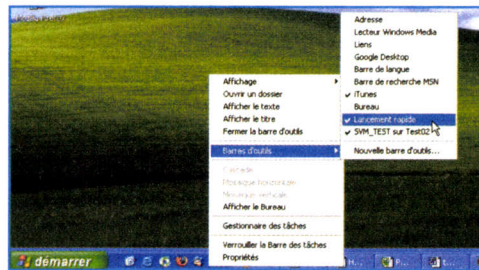 Adresse
Lecteur Windows Media
Liens
Google Desktop
Barre de langue
Barre de recherche MSN
iTunes
Bureau
Lancement rapide
SVM_TEST sur Test02
Nouvelle barre d'outils...
Affichage
Ouvrir un dossier
Afficher le texte
Afficher le titre
Fermer la barre d'outils
Barres d'outils
Cascade
Mosaïque horizontale
Mosaïque verticale
Afficher le Bureau
Gestionnaire des tâches
Verrouiller la Barre des tâches
Propriétés
démarrer
H...
P...
t...